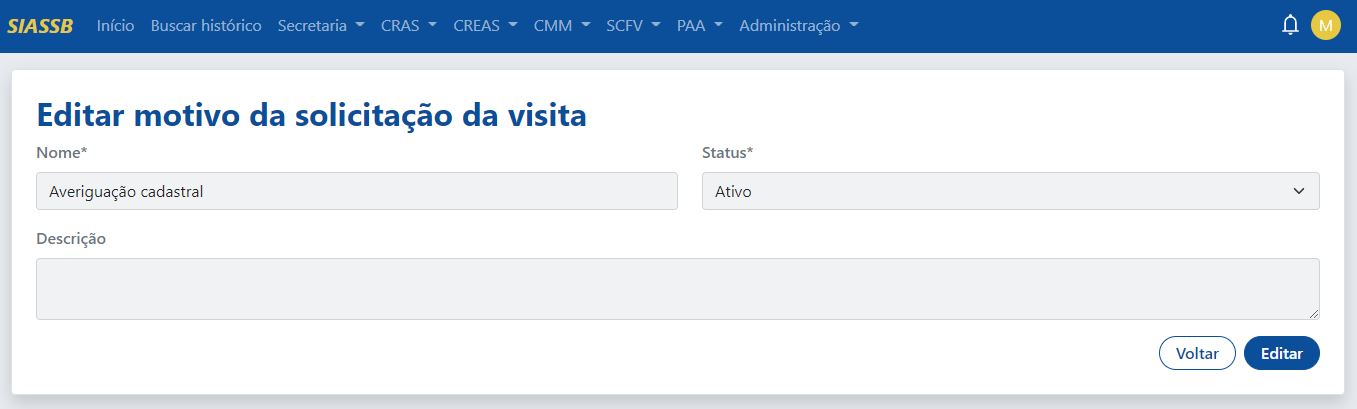 SIASSB Início Buscar histórico Secretaria CRAS CREAS CMM SCFV PAA Administração M
Editar motivo da solicitação da visita
Nome* Status*
Averiguação cadastral Ativo
Descrição
Voltar Editar